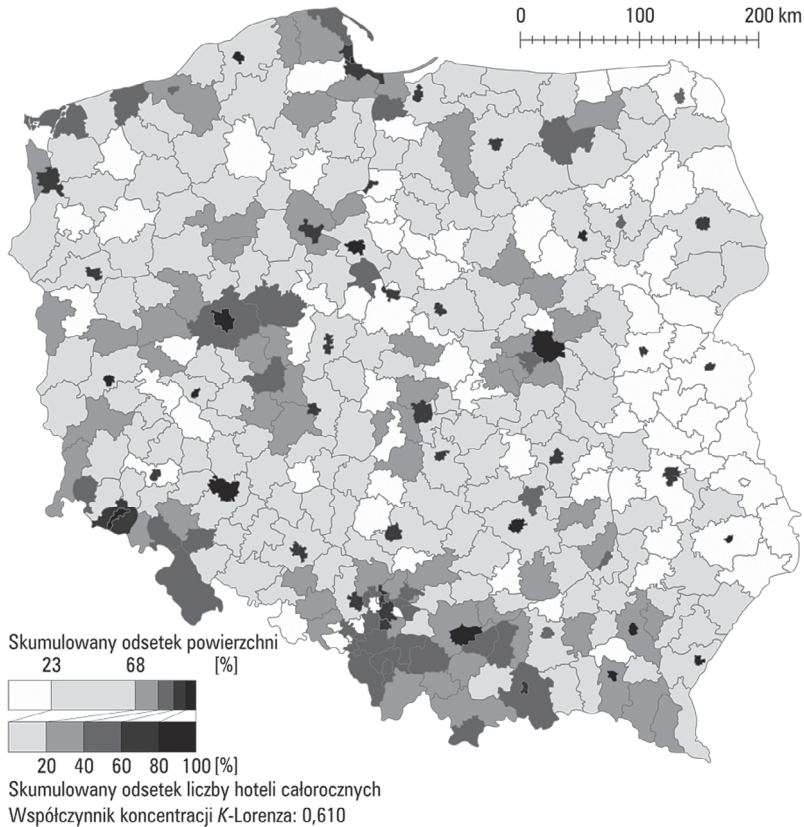 0 100 200 km
Skumulowany odsetek powierzchni
23 68 [%]
20 40 60 80 100 [%]
Skumulowany odsetek liczby hoteli całorocznych
Współczynnik koncentracji K-Lorenza: 0,610